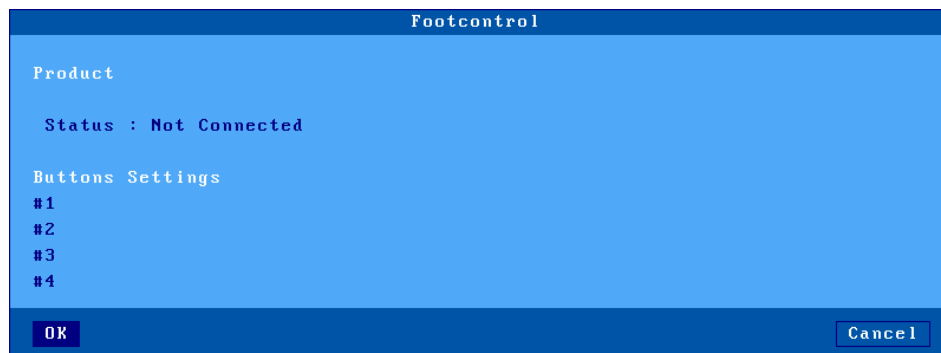 Footcontrol
Product
Status : Not Connected
Buttons Settings
#1
#2
#3
#4
OK Cancel